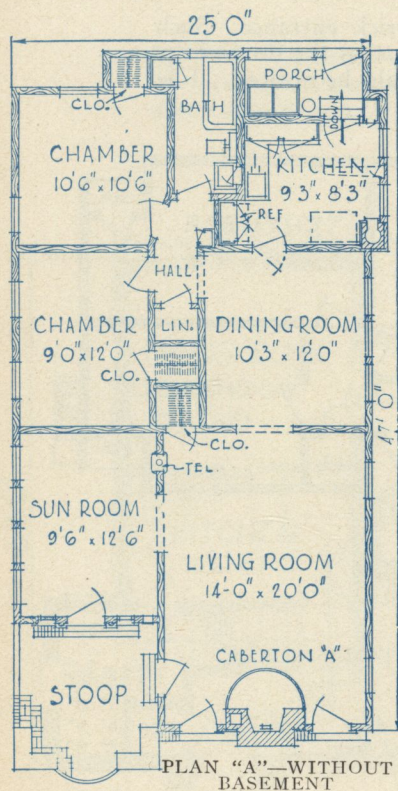 25'0"
PORCH
BATH
CLO.
DOWN
CHAMBER
10'6" x 10'6"
KITCHEN
9'3" x 8'3"
REF
HALL
CHAMBER
9'0" x 12'0"
LIN.
DINING ROOM
10'3" x 12'0"
CLO.
47'0"
CLO.
TEL.
SUN ROOM
9'6" x 12'6"
LIVING ROOM
14'-0" x 20'0"
CABERTON "A"
STOOP
PLAN "A"—WITHOUT
BASEMENT